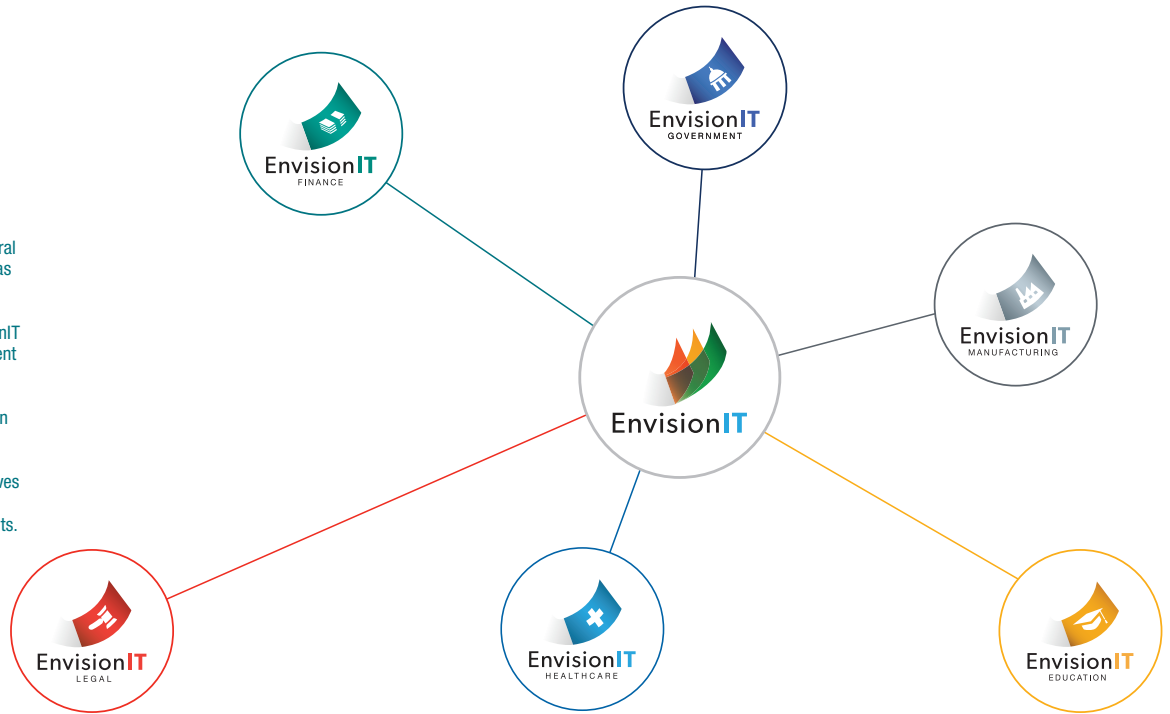 EnvisionIT
GOVERNMENT
EnvisionIT
FINANCE
EnvisionIT
MANUFACTURING
EnvisionIT
EnvisionIT
LEGAL
EnvisionIT
HEALTHCARE
EnvisionIT
EDUCATION